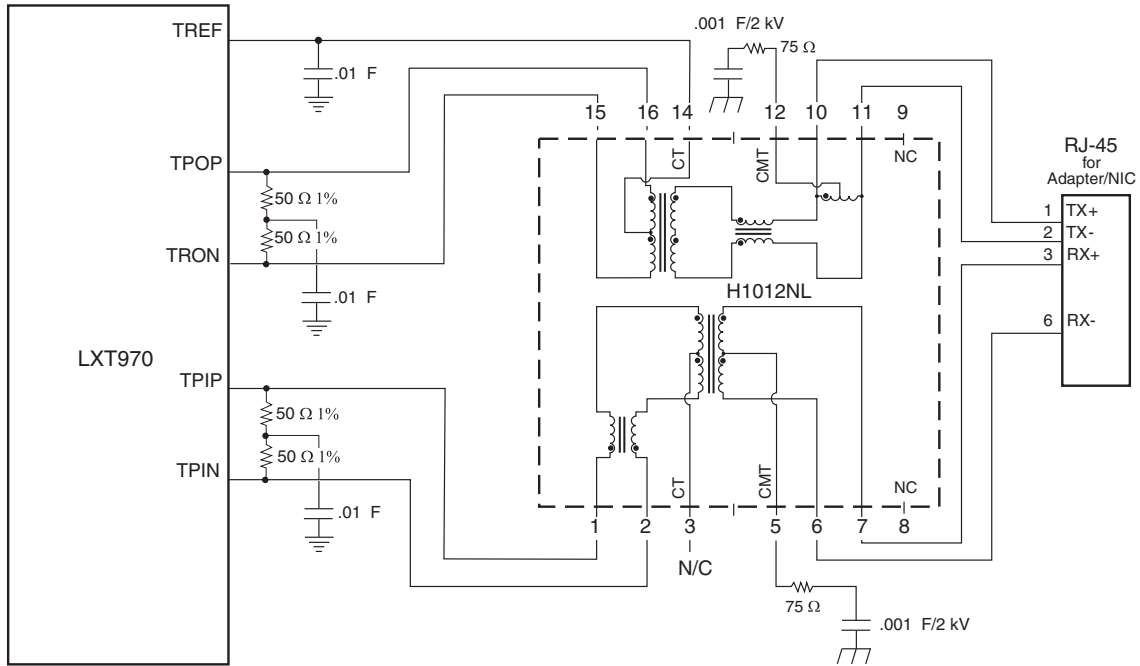 TREF
.001 F/2 kV
75 Ω
.01 F
15 16 14 12 10 11 9
CT
CMT
NC
RJ-45
for
Adapter/NIC
TPOP
50 Ω 1%
50 Ω 1%
TRON
.01 F
1 TX+
2 TX-
3 RX+
6 RX-
H1012NL
LXT970
TPIP
50 Ω 1%
50 Ω 1%
TPIN
.01 F
CT
CMT
NC
1 2 3 5 6 7 8
N/C
75 Ω
.001 F/2 kV